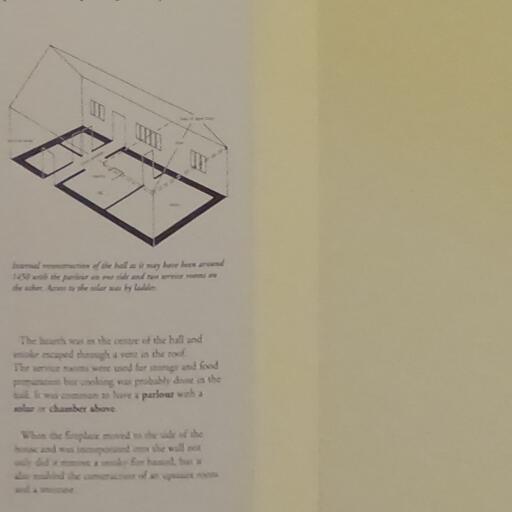 Internal reconstruction of the hall as it may have been around
1450 with the parlour on one side and two service rooms on
the other. Access to the solar was by ladder.
The hearth was in the centre of the hall and
smoke escaped through a vent in the roof.
The service rooms were used for storage and food
preparation but cooking was probably done in the
hall. It was common to have a parlour with a
solar or chamber above.
When the fireplace moved to the side of the
house and was incorporated into the wall not
only did it remove a smoky fire hazard, but it
also enabled the construction of an upstairs room
and a staircase.